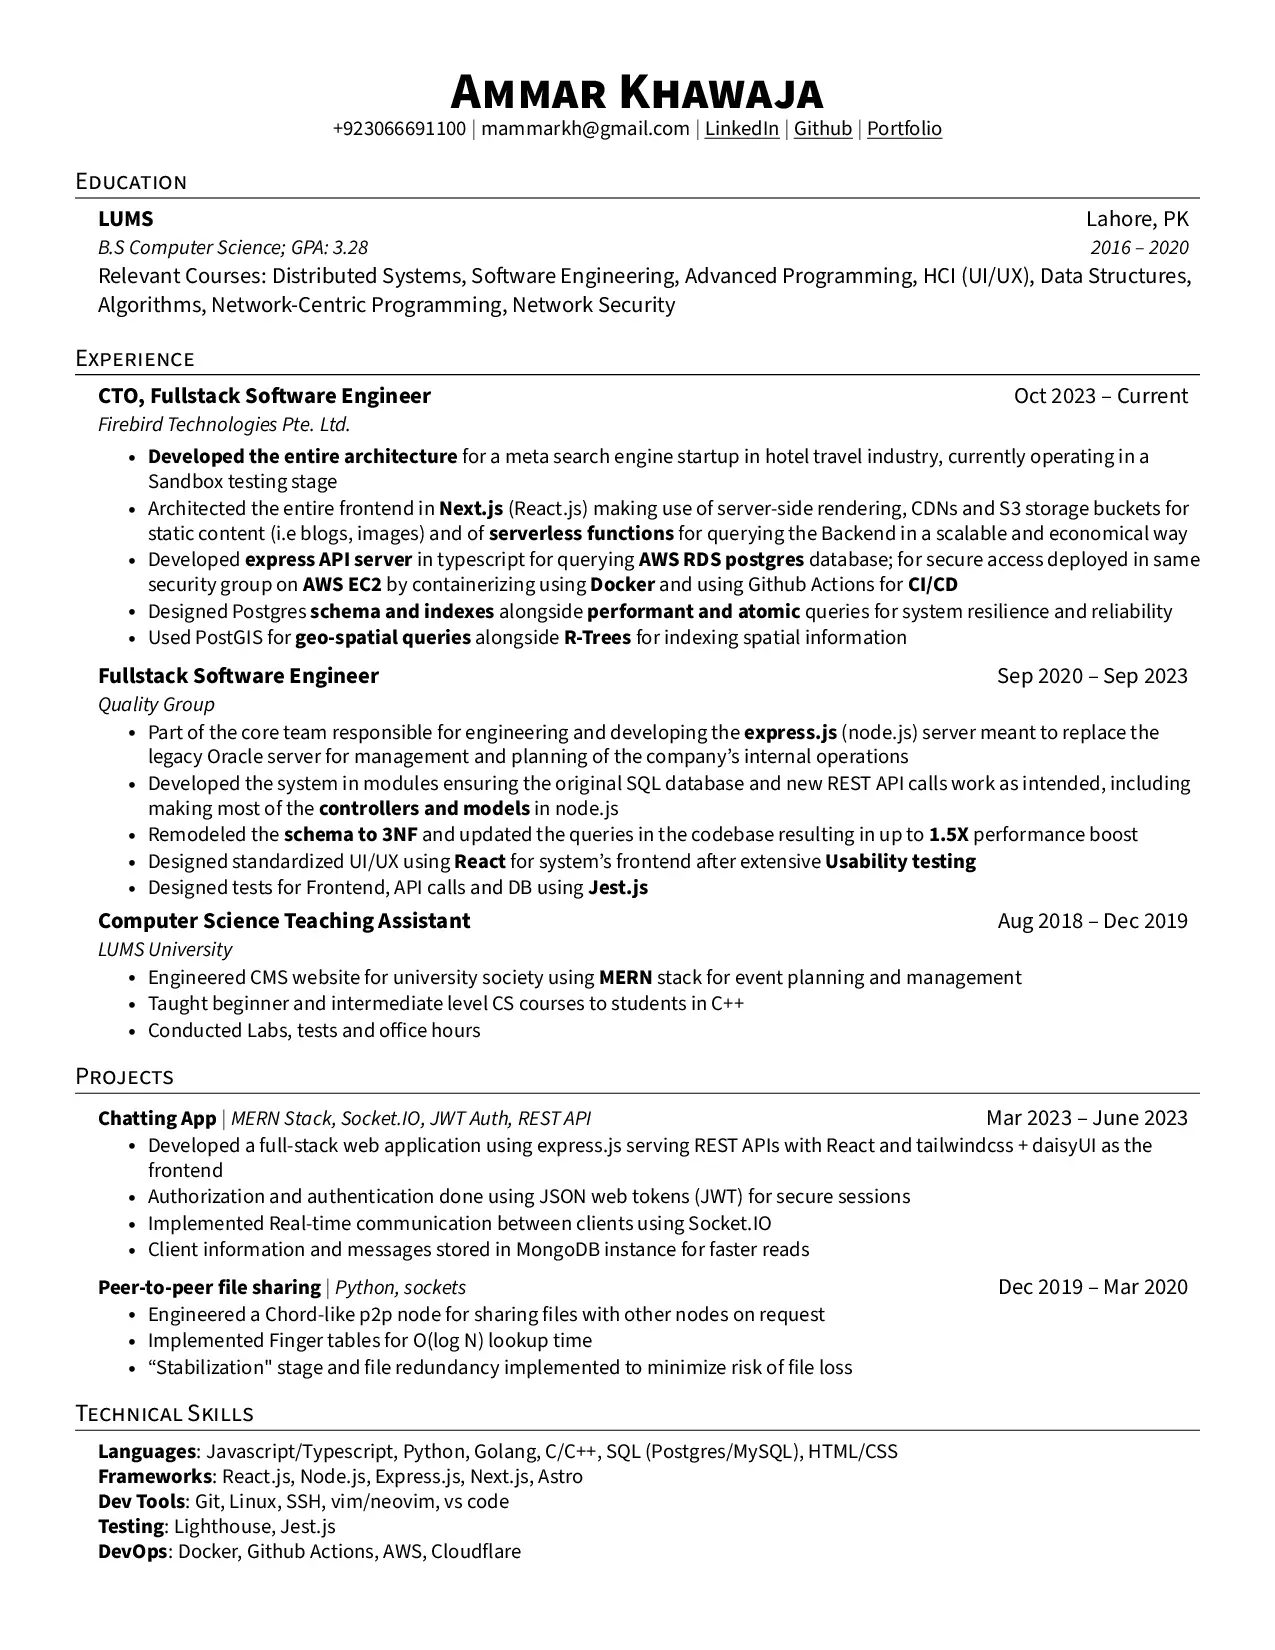 Ammar Khawaja
+923066691100 | mammarkh@gmail.com | LinkedIn | Github | Portfolio
Education
LUMS Lahore, PK
B.S Computer Science; GPA: 3.28 2016 – 2020
Relevant Courses: Distributed Systems, Software Engineering, Advanced Programming, HCI (UI/UX), Data Structures,
Algorithms, Network-Centric Programming, Network Security
Experience
CTO, Fullstack Software Engineer Oct 2023 – Current
Firebird Technologies Pte. Ltd.
• Developed the entire architecture for a meta search engine startup in hotel travel industry, currently operating in a
Sandbox testing stage
• Architected the entire frontend in Next.js (React.js) making use of server-side rendering, CDNs and S3 storage buckets for
static content (i.e blogs, images) and of serverless functions for querying the Backend in a scalable and economical way
• Developed express API server in typescript for querying AWS RDS postgres database; for secure access deployed in same
security group on AWS EC2 by containerizing using Docker and using Github Actions for CI/CD
• Designed Postgres schema and indexes alongside performant and atomic queries for system resilience and reliability
• Used PostGIS for geo-spatial queries alongside R-Trees for indexing spatial information
Fullstack Software Engineer Sep 2020 – Sep 2023
Quality Group
• Part of the core team responsible for engineering and developing the express.js (node.js) server meant to replace the
legacy Oracle server for management and planning of the company’s internal operations
• Developed the system in modules ensuring the original SQL database and new REST API calls work as intended, including
making most of the controllers and models in node.js
• Remodeled the schema to 3NF and updated the queries in the codebase resulting in up to 1.5X performance boost
• Designed standardized UI/UX using React for system’s frontend after extensive Usability testing
• Designed tests for Frontend, API calls and DB using Jest.js
Computer Science Teaching Assistant Aug 2018 – Dec 2019
LUMS University
• Engineered CMS website for university society using MERN stack for event planning and management
• Taught beginner and intermediate level CS courses to students in C++
• Conducted Labs, tests and office hours
Projects
Chatting App | MERN Stack, Socket.IO, JWT Auth, REST API Mar 2023 – June 2023
• Developed a full-stack web application using express.js serving REST APIs with React and tailwindcss + daisyUI as the
frontend
• Authorization and authentication done using JSON web tokens (JWT) for secure sessions
• Implemented Real-time communication between clients using Socket.IO
• Client information and messages stored in MongoDB instance for faster reads
Peer-to-peer file sharing | Python, sockets Dec 2019 – Mar 2020
• Engineered a Chord-like p2p node for sharing files with other nodes on request
• Implemented Finger tables for O(log N) lookup time
• “Stabilization" stage and file redundancy implemented to minimize risk of file loss
Technical Skills
Languages: Javascript/Typescript, Python, Golang, C/C++, SQL (Postgres/MySQL), HTML/CSS
Frameworks: React.js, Node.js, Express.js, Next.js, Astro
Dev Tools: Git, Linux, SSH, vim/neovim, vs code
Testing: Lighthouse, Jest.js
DevOps: Docker, Github Actions, AWS, Cloudflare